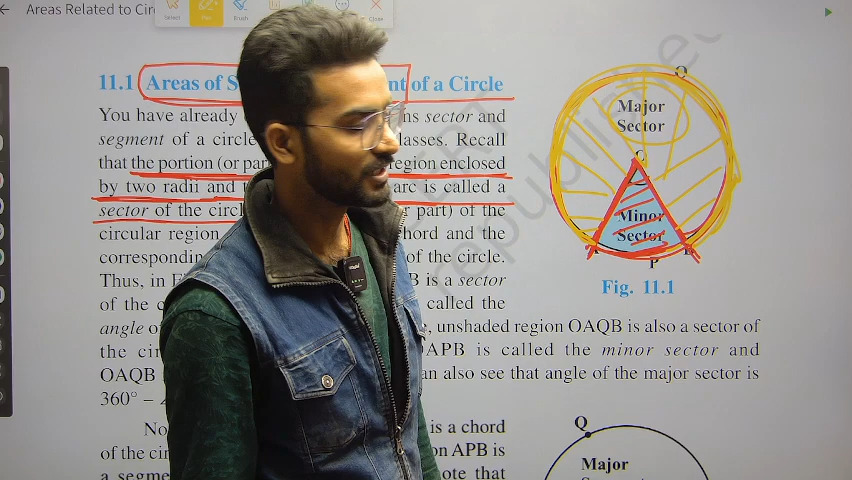 Areas Related to Cir
Select
Pen
Brush
Close
11.1 Areas of S nt of a Circle
You have already ns sector and
segment of a circle lasses. Recall
that the portion (or par region enclosed
by two radii and arc is called a
sector of the circl r part) of the
circular region hord and the
corresponding of the circle.
Thus, in Fi B is a sector
of the c called the
angle o , unshaded region OAQB is also a sector of
the cir OAPB is called the minor sector and
OAQB an also see that angle of the major sector is
360° –
No is a chord
of the circ on APB is
a segme ote that
Q
Major
Sector
O
Minor
Sector
A
B
P
Fig. 11.1
Q
Major
republished